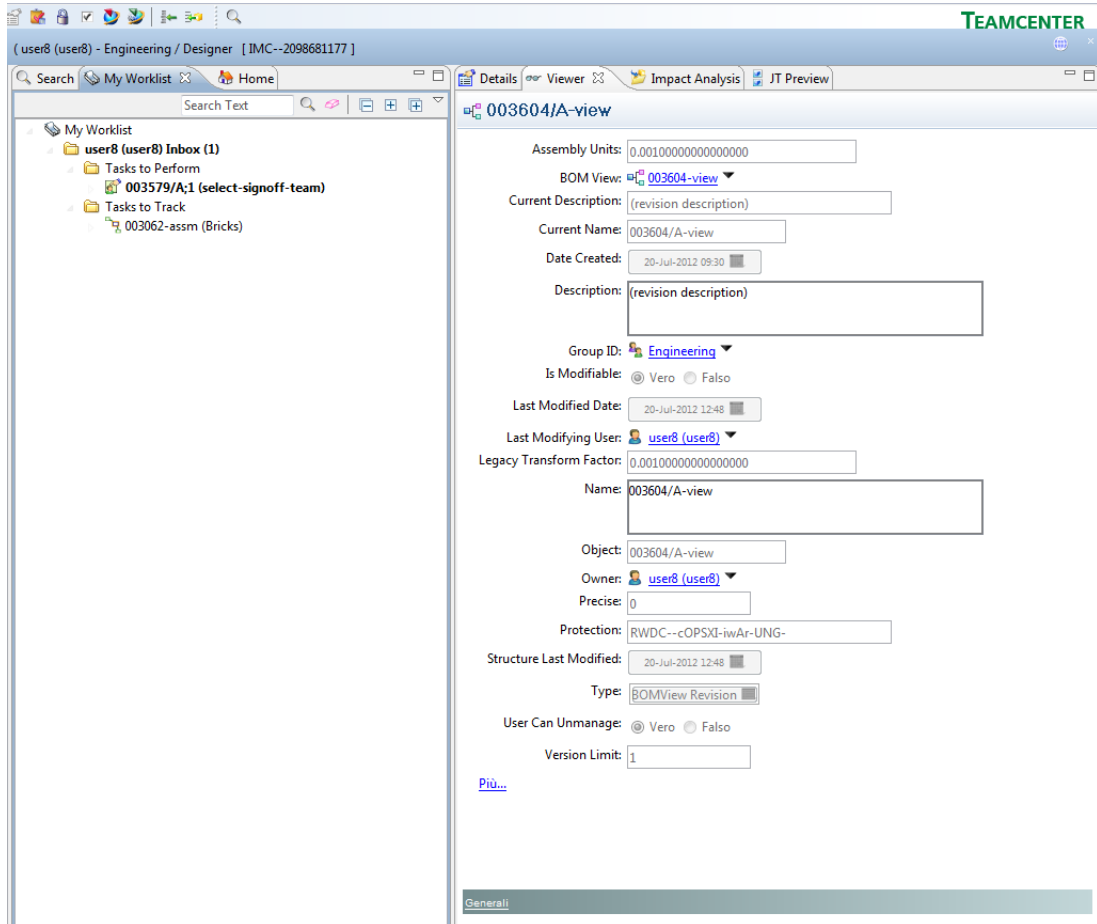 TEAMCENTER
( user8 (user8) - Engineering / Designer [ IMC--2098681177 ]
Search My Worklist Home
Search Text
My Worklist
user8 (user8) Inbox (1)
Tasks to Perform
003579/A;1 (select-signoff-team)
Tasks to Track
003062-assm (Bricks)
Details Viewer Impact Analysis JT Preview
003604/A-view
Assembly Units: 0.00100000000000000
BOM View: 003604-view
Current Description: (revision description)
Current Name: 003604/A-view
Date Created: 20-Jul-2012 09:30
Description: (revision description)
Group ID: Engineering
Is Modifiable: Vero Falso
Last Modified Date: 20-Jul-2012 12:48
Last Modifying User: user8 (user8)
Legacy Transform Factor: 0.00100000000000000
Name: 003604/A-view
Object: 003604/A-view
Owner: user8 (user8)
Precise: 0
Protection: RWDC--cOPSXI-iwAr-UNG-
Structure Last Modified: 20-Jul-2012 12:48
Type: BOMView Revision
User Can Unmanage: Vero Falso
Version Limit: 1
Più...
Generali